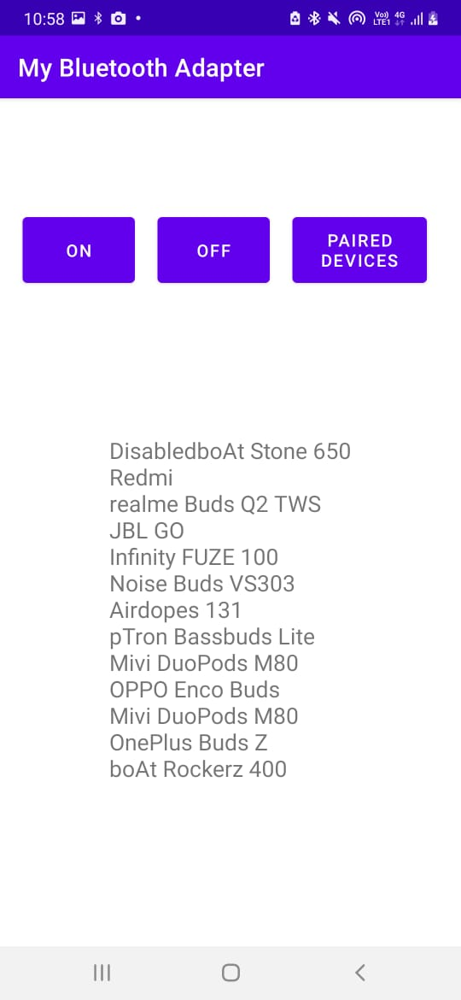 10:58
Vo) 4G
LTE1
My Bluetooth Adapter
ON
OFF
PAIRED
DEVICES
DisabledboAt Stone 650
Redmi
realme Buds Q2 TWS
JBL GO
Infinity FUZE 100
Noise Buds VS303
Airdopes 131
pTron Bassbuds Lite
Mivi DuoPods M80
OPPO Enco Buds
Mivi DuoPods M80
OnePlus Buds Z
boAt Rockerz 400